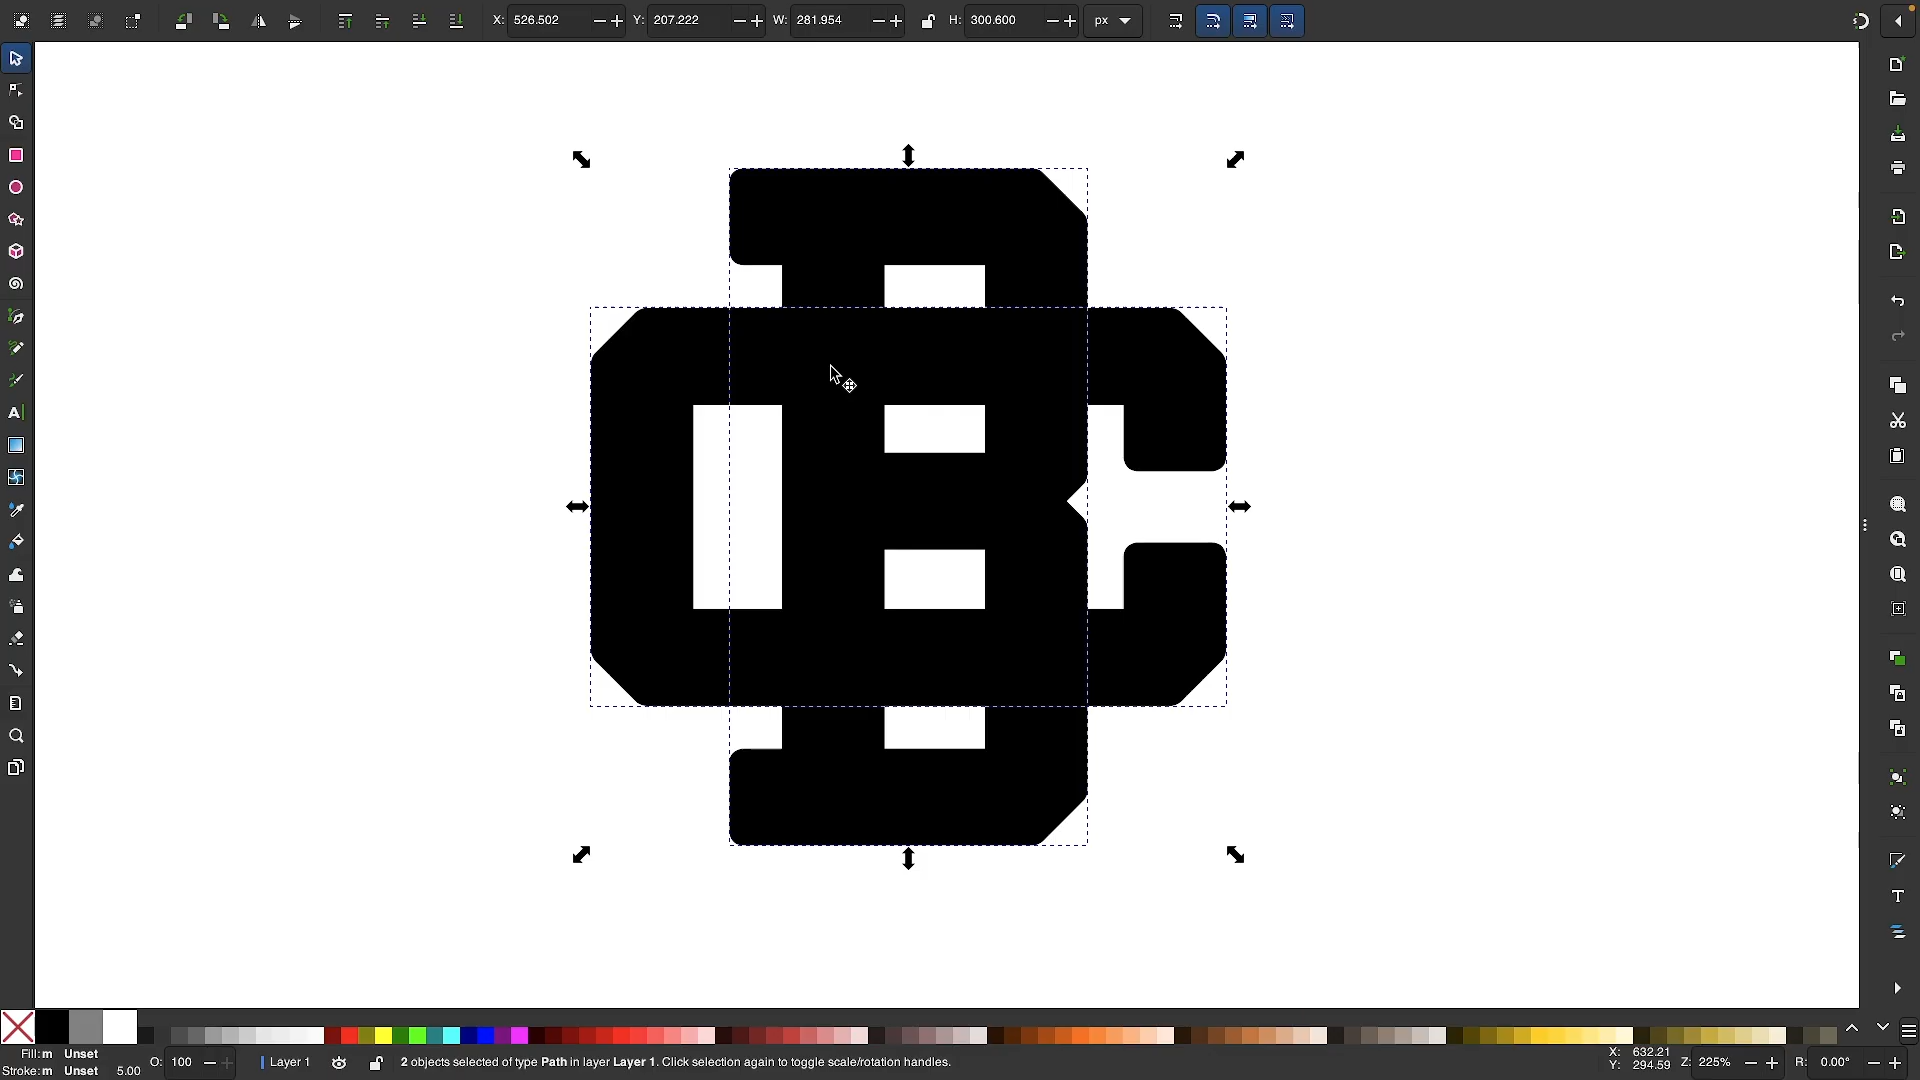 X: 526.502 Y: 207.222 W: 281.954 H: 300.600 px
BC
Fill: m Unset
Stroke: m Unset 5.00
O: 100
Layer 1
2 objects selected of type Path in layer Layer 1. Click selection again to toggle scale/rotation handles.
X: 632.21
Y: 294.59
Z: 225%
R: 0.00°